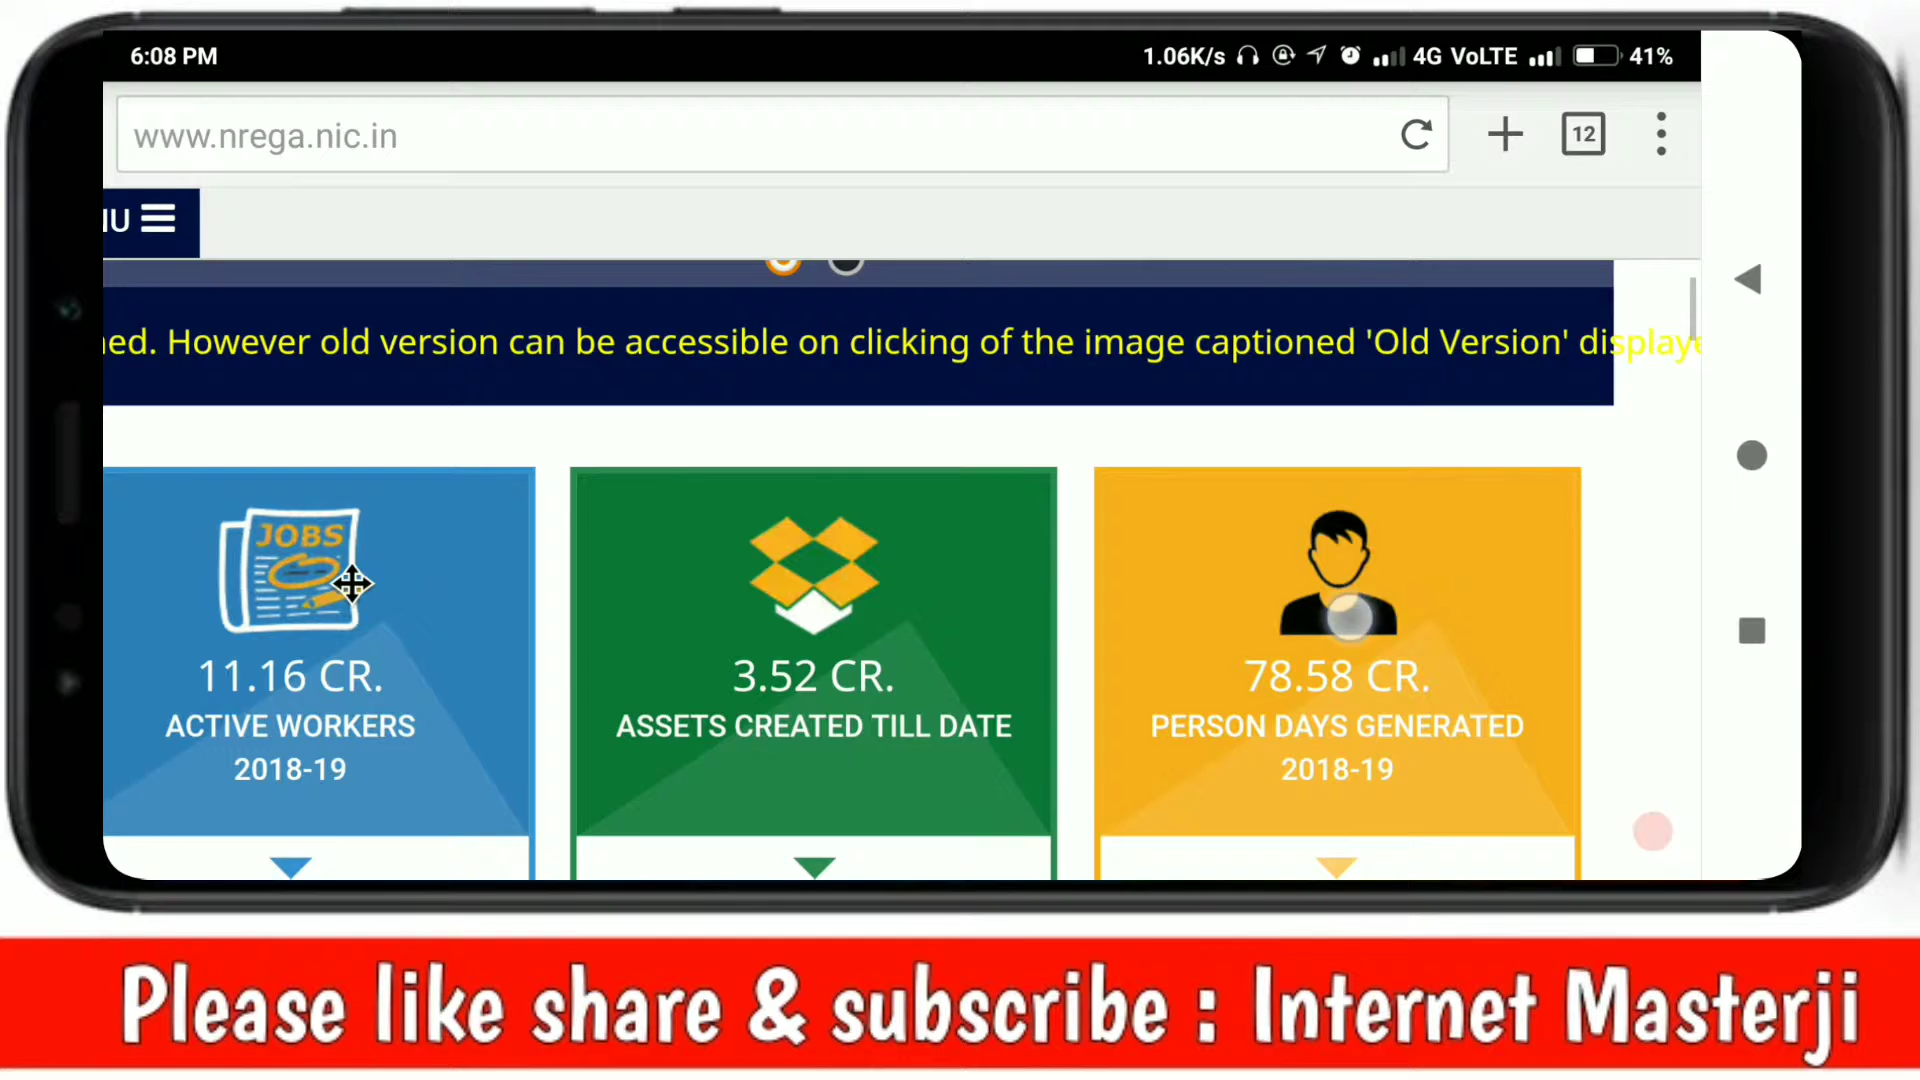 6:08 PM
1.06K/s 4G VoLTE 41%
www.nrega.nic.in
12
NU
ned. However old version can be accessible on clicking of the image captioned 'Old Version' displaye
JOBS
11.16 CR.
ACTIVE WORKERS
2018-19
3.52 CR.
ASSETS CREATED TILL DATE
78.58 CR.
PERSON DAYS GENERATED
2018-19
Please like share & subscribe : Internet Masterji